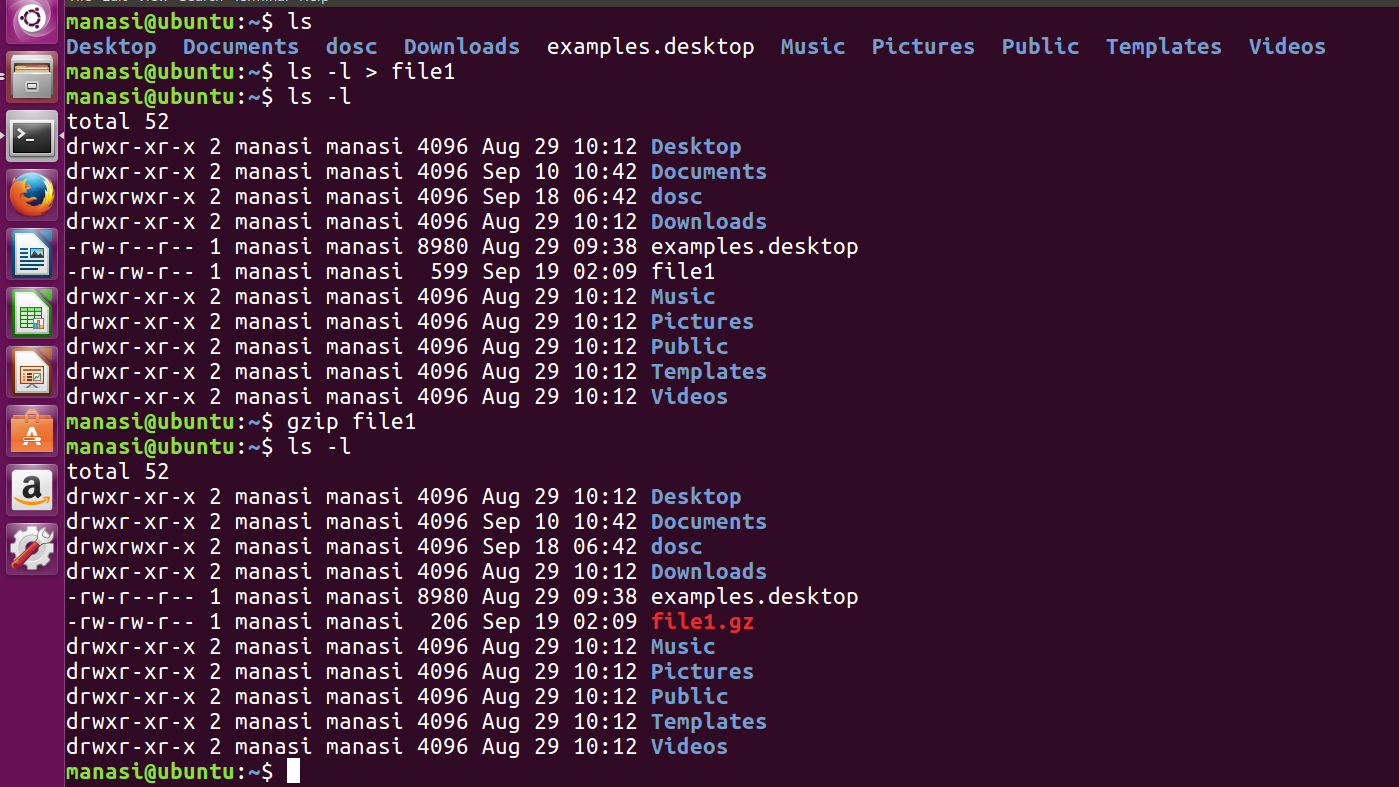 manasi@ubuntu:~$ ls
Desktop  Documents  dosc  Downloads  examples.desktop  Music  Pictures  Public  Templates  Videos
manasi@ubuntu:~$ ls -l > file1
manasi@ubuntu:~$ ls -l
total 52
drwxr-xr-x 2 manasi manasi 4096 Aug 29 10:12 Desktop
drwxr-xr-x 2 manasi manasi 4096 Sep 10 10:42 Documents
drwxrwxr-x 2 manasi manasi 4096 Sep 18 06:42 dosc
drwxr-xr-x 2 manasi manasi 4096 Aug 29 10:12 Downloads
-rw-r--r-- 1 manasi manasi 8980 Aug 29 09:38 examples.desktop
-rw-rw-r-- 1 manasi manasi  599 Sep 19 02:09 file1
drwxr-xr-x 2 manasi manasi 4096 Aug 29 10:12 Music
drwxr-xr-x 2 manasi manasi 4096 Aug 29 10:12 Pictures
drwxr-xr-x 2 manasi manasi 4096 Aug 29 10:12 Public
drwxr-xr-x 2 manasi manasi 4096 Aug 29 10:12 Templates
drwxr-xr-x 2 manasi manasi 4096 Aug 29 10:12 Videos
manasi@ubuntu:~$ gzip file1
manasi@ubuntu:~$ ls -l
total 52
drwxr-xr-x 2 manasi manasi 4096 Aug 29 10:12 Desktop
drwxr-xr-x 2 manasi manasi 4096 Sep 10 10:42 Documents
drwxrwxr-x 2 manasi manasi 4096 Sep 18 06:42 dosc
drwxr-xr-x 2 manasi manasi 4096 Aug 29 10:12 Downloads
-rw-r--r-- 1 manasi manasi 8980 Aug 29 09:38 examples.desktop
-rw-rw-r-- 1 manasi manasi  206 Sep 19 02:09 file1.gz
drwxr-xr-x 2 manasi manasi 4096 Aug 29 10:12 Music
drwxr-xr-x 2 manasi manasi 4096 Aug 29 10:12 Pictures
drwxr-xr-x 2 manasi manasi 4096 Aug 29 10:12 Public
drwxr-xr-x 2 manasi manasi 4096 Aug 29 10:12 Templates
drwxr-xr-x 2 manasi manasi 4096 Aug 29 10:12 Videos
manasi@ubuntu:~$